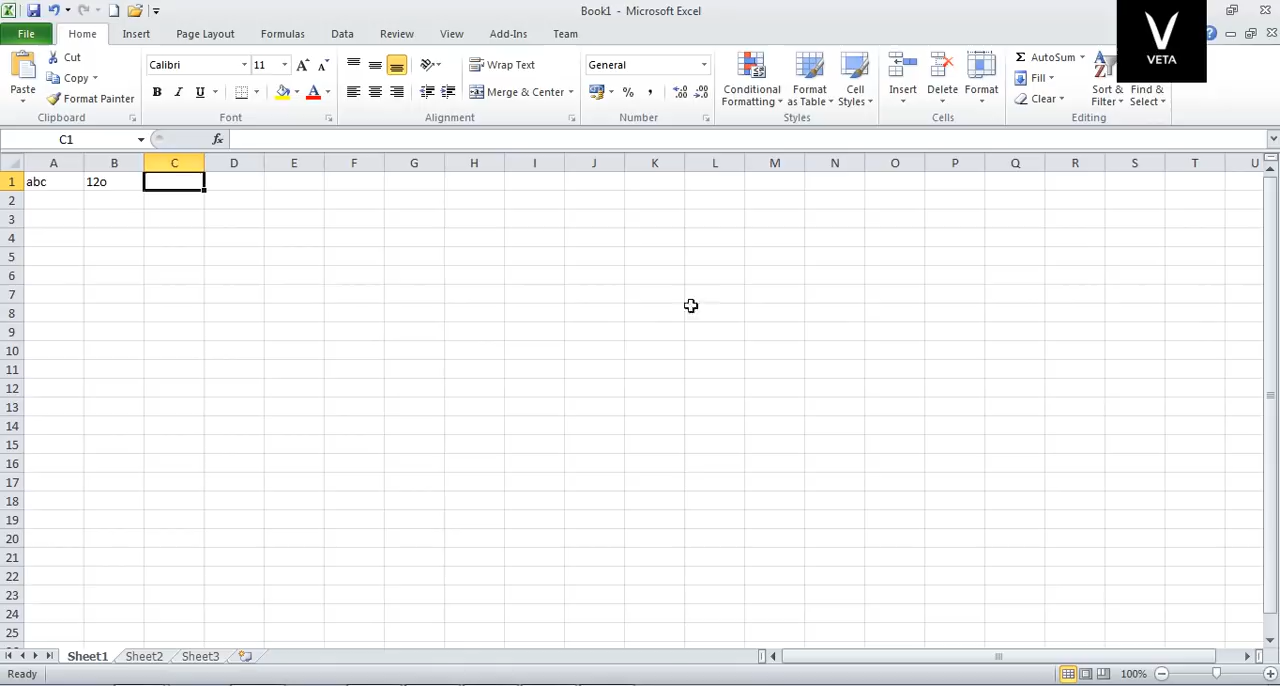 Book1 - Microsoft Excel
File Home Insert Page Layout Formulas Data Review View Add-Ins Team
VETA
Paste
Cut
Copy
Format Painter
Clipboard
Calibri 11
B I U A
Font
Wrap Text
Merge & Center
Alignment
General
% ,
Number
Conditional Formatting
Format as Table
Cell Styles
Styles
Insert Delete Format
Cells
AutoSum
Fill
Clear
Sort & Filter
Find & Select
Editing
C1 fx
A B C D E F G H I J K L M N O P Q R S T U
1 abc 12o
2
3
4
5
6
7
8
9
10
11
12
13
14
15
16
17
18
19
20
21
22
23
24
25
Sheet1 Sheet2 Sheet3
Ready 100%